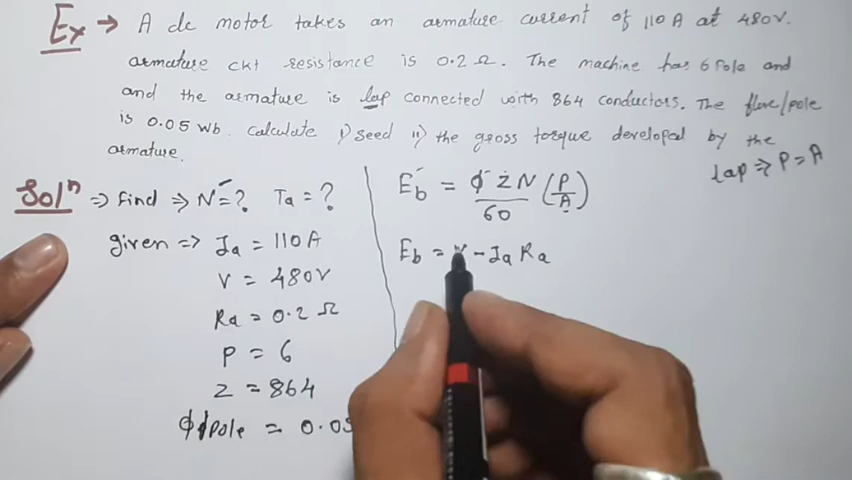 Ex → A dc motor takes an armature current of 110 A at 480V.
armature ckt resistance is 0.2 Ω. The machine has 6 Pole and
and the armature is lap connected with 864 conductors. The flux/pole
is 0.05 Wb. Calculate i) Seed ii) the gross torque developed by the
armature.
lap ⇒ P = A
Solⁿ ⇒ find ⇒ N = ? Ta = ?
given ⇒ Ia = 110 A
V = 480V
Ra = 0.2 Ω
P = 6
Z = 864
ϕ/Pole = 0.05
Eb = ϕ Z N / 60 (P/A)
Eb = V - Ia Ra